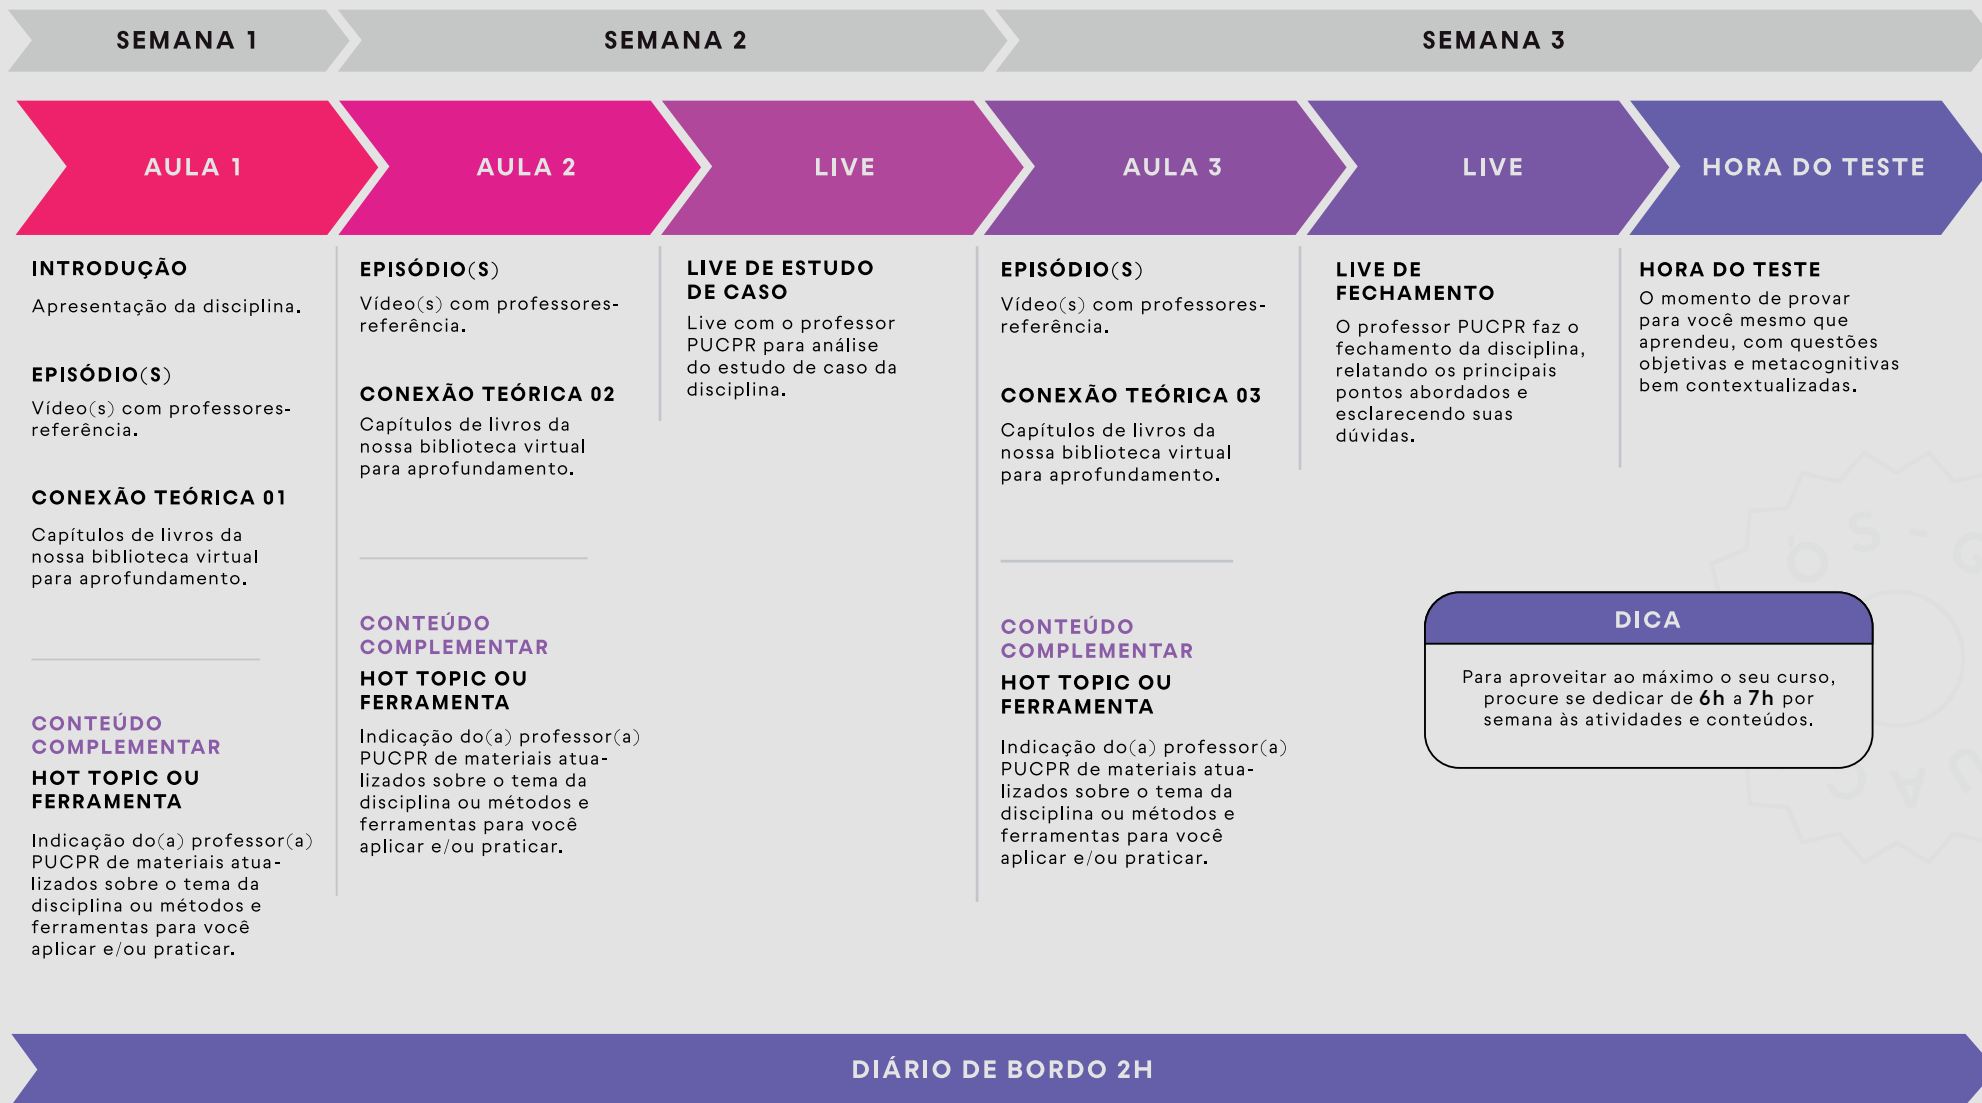 SEMANA 1
SEMANA 2
SEMANA 3
AULA 1
AULA 2
LIVE
AULA 3
LIVE
HORA DO TESTE
INTRODUÇÃO
Apresentação da disciplina.
EPISÓDIO(S)
Vídeo(s) com professores-
referência.
CONEXÃO TEÓRICA 01
Capítulos de livros da
nossa biblioteca virtual
para aprofundamento.
CONTEÚDO
COMPLEMENTAR
HOT TOPIC OU
FERRAMENTA
Indicação do(a) professor(a)
PUCPR de materiais atua-
lizados sobre o tema da
disciplina ou métodos e
ferramentas para você
aplicar e/ou praticar.
EPISÓDIO(S)
Vídeo(s) com professores-
referência.
CONEXÃO TEÓRICA 02
Capítulos de livros da
nossa biblioteca virtual
para aprofundamento.
CONTEÚDO
COMPLEMENTAR
HOT TOPIC OU
FERRAMENTA
Indicação do(a) professor(a)
PUCPR de materiais atua-
lizados sobre o tema da
disciplina ou métodos e
ferramentas para você
aplicar e/ou praticar.
LIVE DE ESTUDO
DE CASO
Live com o professor
PUCPR para análise
do estudo de caso da
disciplina.
EPISÓDIO(S)
Vídeo(s) com professores-
referência.
CONEXÃO TEÓRICA 03
Capítulos de livros da
nossa biblioteca virtual
para aprofundamento.
CONTEÚDO
COMPLEMENTAR
HOT TOPIC OU
FERRAMENTA
Indicação do(a) professor(a)
PUCPR de materiais atua-
lizados sobre o tema da
disciplina ou métodos e
ferramentas para você
aplicar e/ou praticar.
LIVE DE
FECHAMENTO
O professor PUCPR faz o
fechamento da disciplina,
relatando os principais
pontos abordados e
esclarecendo suas
dúvidas.
HORA DO TESTE
O momento de provar
para você mesmo que
aprendeu, com questões
objetivas e metacognitivas
bem contextualizadas.
DICA
Para aproveitar ao máximo o seu curso,
procure se dedicar de 6h a 7h por
semana às atividades e conteúdos.
DIÁRIO DE BORDO 2H